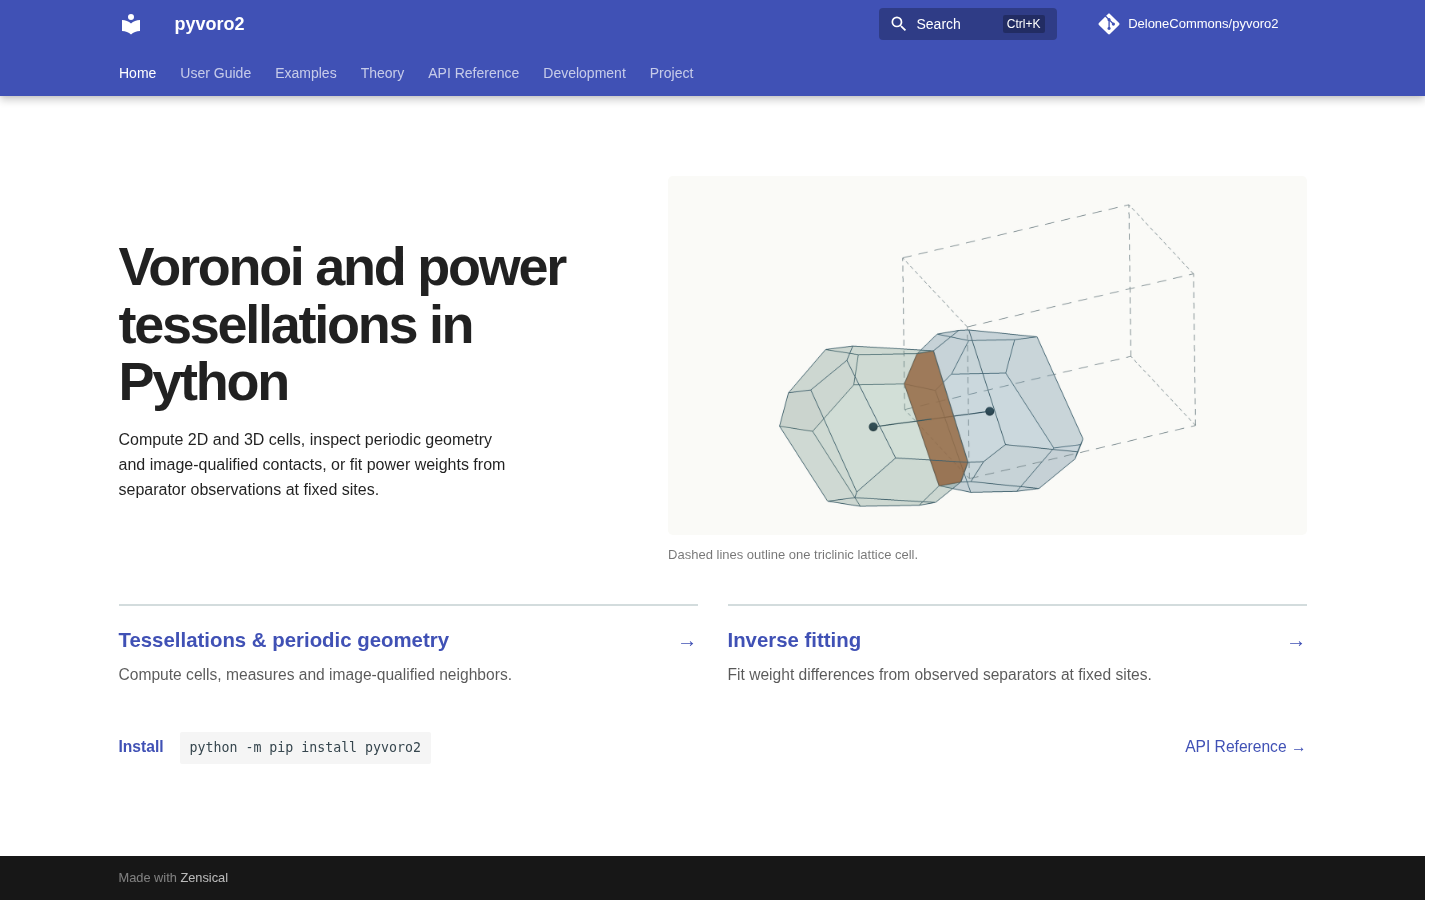 pyvoro2
Search
Ctrl+K
DeloneCommons/pyvoro2
Home
User Guide
Examples
Theory
API Reference
Development
Project
Voronoi and power
tessellations in
Python
Compute 2D and 3D cells, inspect periodic geometry
and image-qualified contacts, or fit power weights from
separator observations at fixed sites.
Dashed lines outline one triclinic lattice cell.
Tessellations & periodic geometry →
Compute cells, measures and image-qualified neighbors.
Inverse fitting →
Fit weight differences from observed separators at fixed sites.
Install
python -m pip install pyvoro2
API Reference →
Made with Zensical